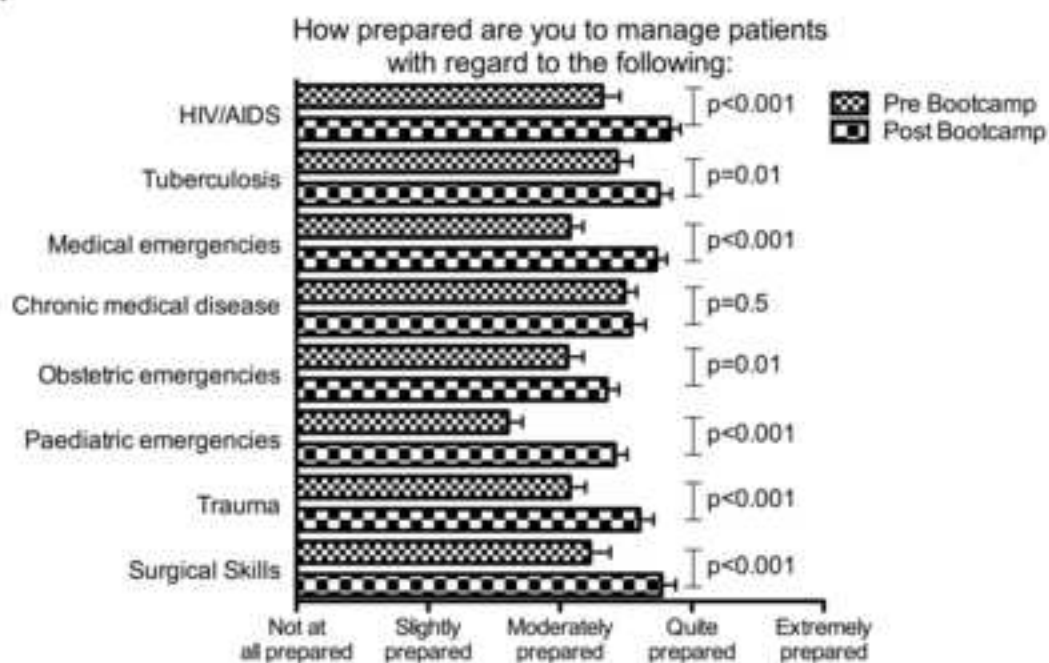 How prepared are you to manage patients
with regard to the following:
HIV/AIDS
p<0.001
Pre Bootcamp
Post Bootcamp
Tuberculosis
p=0.01
Medical emergencies
p<0.001
Chronic medical disease
p=0.5
Obstetric emergencies
p=0.01
Paediatric emergencies
p<0.001
Trauma
p<0.001
Surgical Skills
p<0.001
Not at
all prepared
Slightly
prepared
Moderately
prepared
Quite
prepared
Extremely
prepared